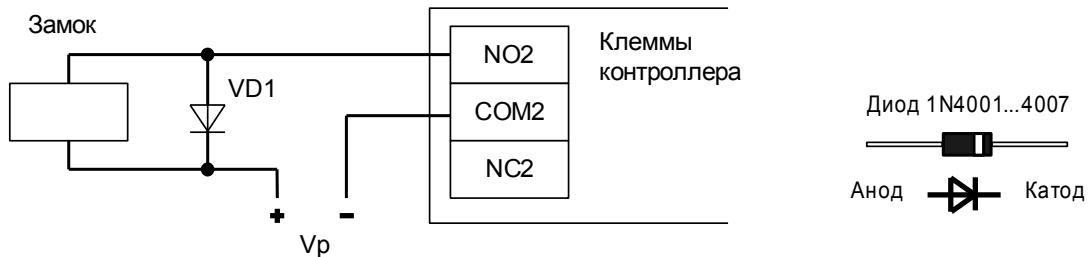 Замок
VD1
NO2
COM2
NC2
Клеммы
контроллера
+ -
Vp
Диод 1N4001...4007
Анод
Катод